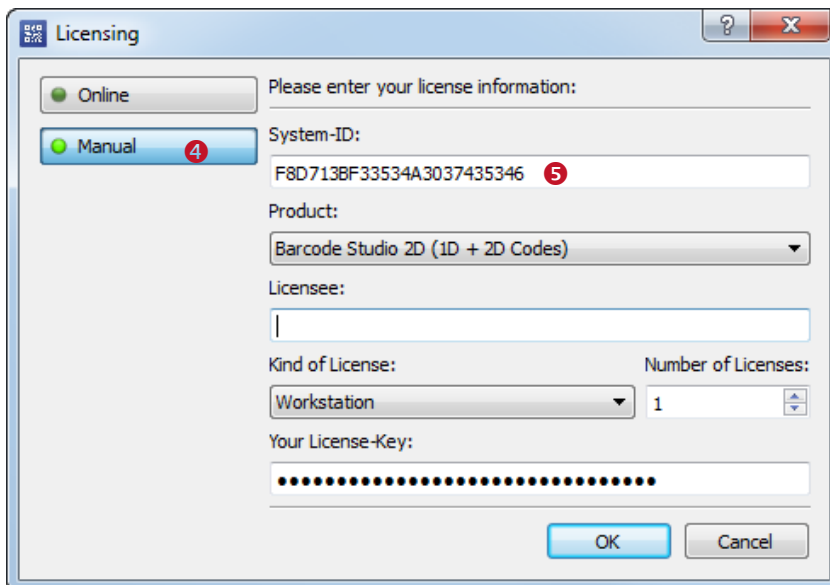 Licensing
Online
Manual
4
Please enter your license information:
System-ID:
F8D713BF33534A3037435346
5
Product:
Barcode Studio 2D (1D + 2D Codes)
Licensee:
Kind of License:
Number of Licenses:
Workstation
1
Your License-Key:
●●●●●●●●●●●●●●●●●●●●●●●●●●●●●●●●
OK
Cancel